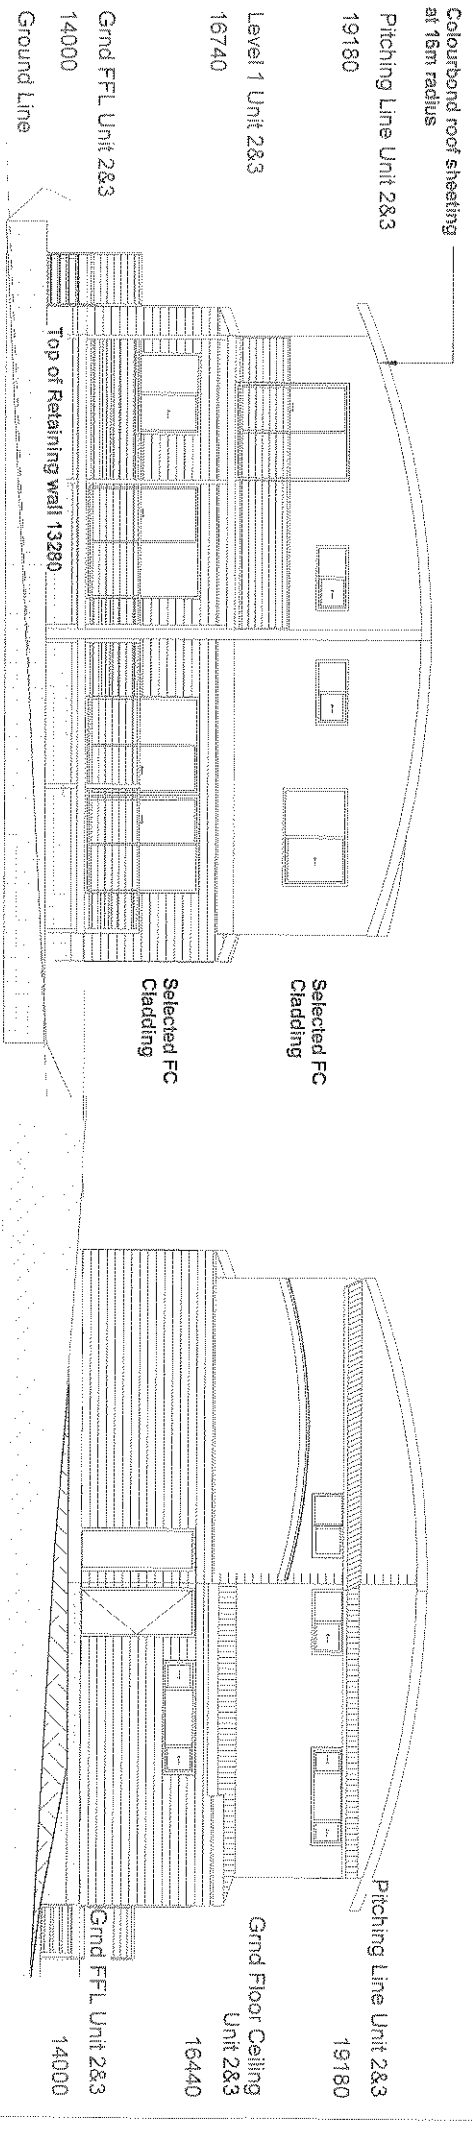 Colourbond roof sheeting
at 16m radius
Pitching Line Unit 2&3
19180
Level 1 Unit 2&3
16740
Grnd FFL Unit 2&3
14000
Ground Line
Top of Retaining wall 13280
Selected FC
Cladding
Selected FC
Cladding
Pitching Line Unit 2&3
19180
Grnd Floor Ceiling
Unit 2&3
16440
Grnd FFL Unit 2&3
14000